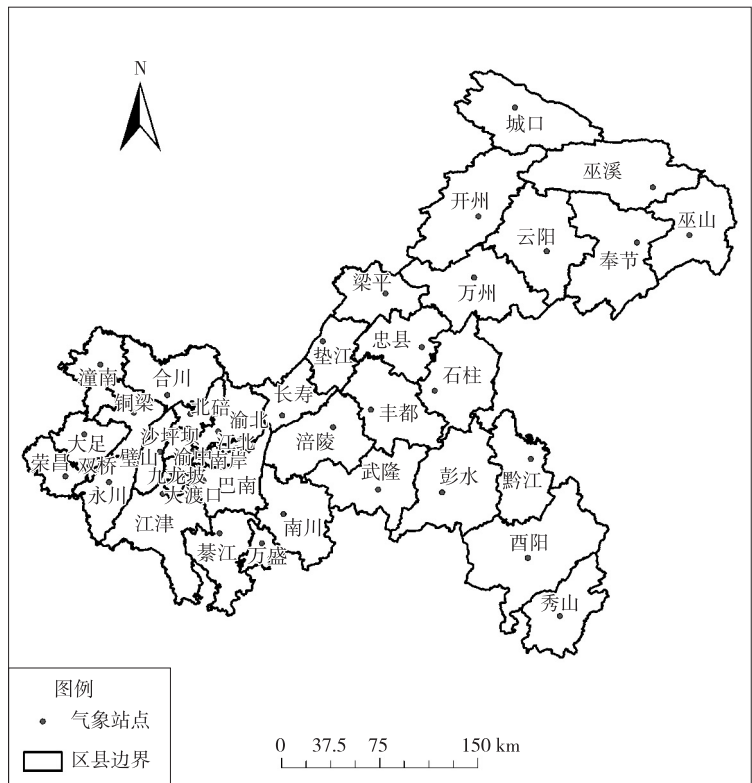 N
城口
巫溪
开州
巫山
云阳
奉节
梁平
万州
忠县
垫江
石柱
潼南
合川
长寿
铜梁
北碚
渝北
丰都
大足
沙坪坝
江北
涪陵
荣昌
双桥
璧山
渝中
南岸
武隆
彭水
黔江
九龙坡
永川
大渡口
巴南
江津
南川
綦江
万盛
酉阳
秀山
图例
气象站点
区县边界
0 37.5 75 150 km